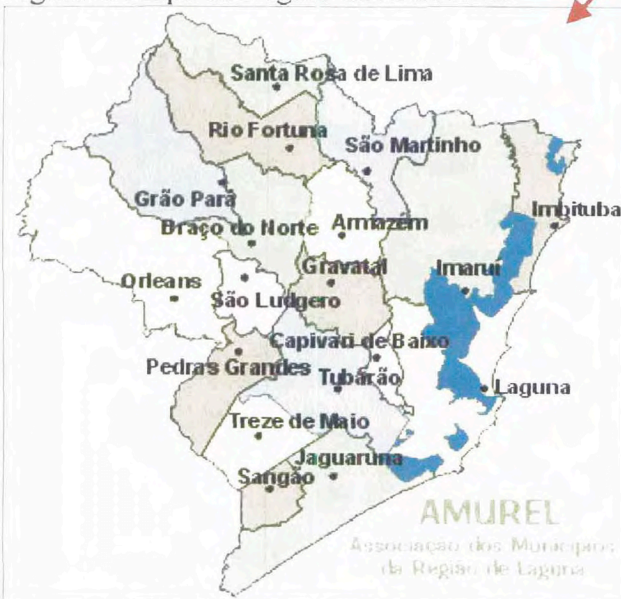 Santa Rosa de Lima
Rio Fortuna
São Martinho
Grão Pará
Imbituba
Braço do Norte
Armazém
Gravatal
Imaruí
Orleans
São Ludgero
Capivari de Baixo
Pedras Grandes
Tubarão
Laguna
Treze de Maio
Jaguaruna
Sangão
AMUREL
Associação dos Municípios
da Região de Laguna